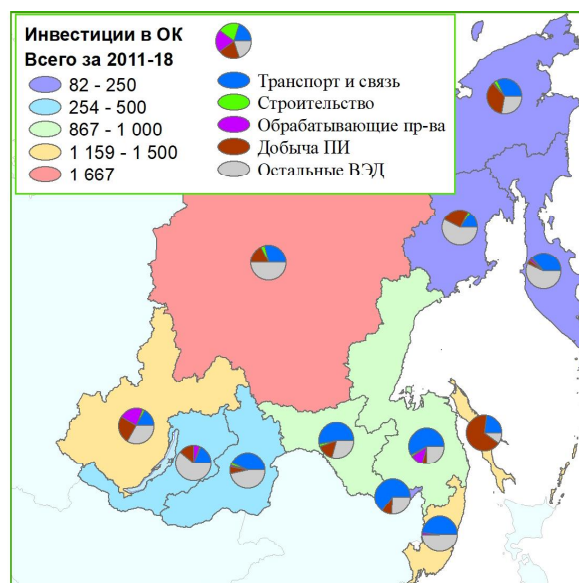 Инвестиции в ОК
Всего за 2011-18
82 - 250
254 - 500
867 - 1 000
1 159 - 1 500
1 667
Транспорт и связь
Строительство
Обрабатывающие пр-ва
Добыча ПИ
Остальные ВЭД